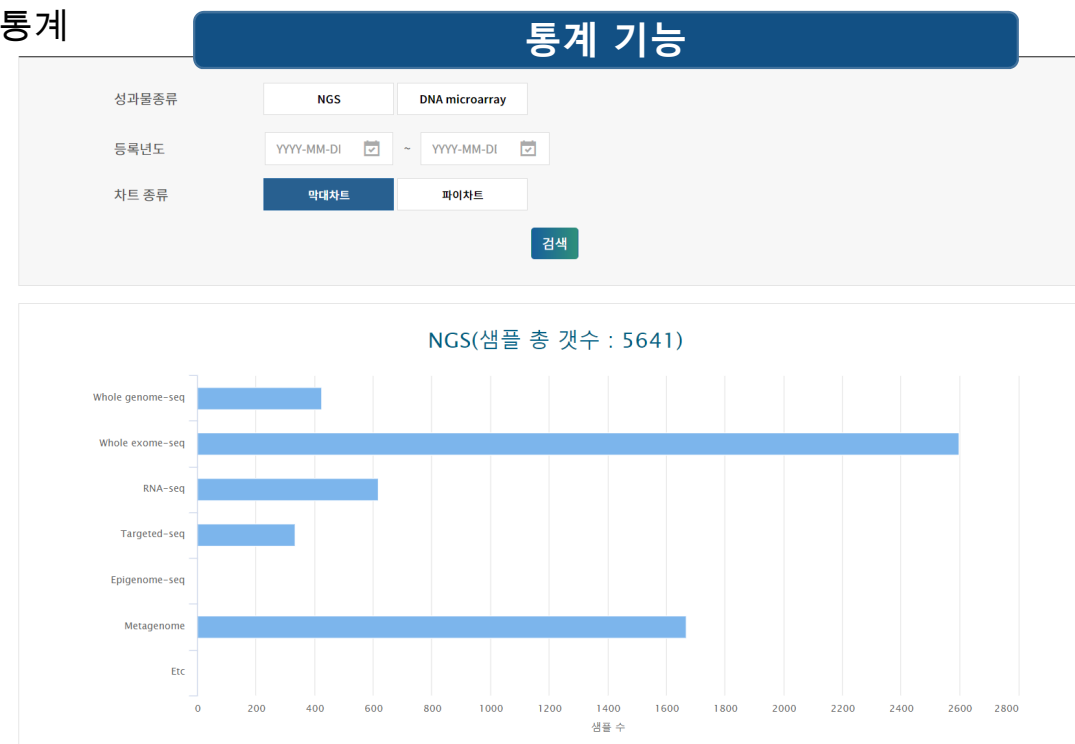 통계
통계 기능
성과물종류 NGS DNA microarray
등록년도 YYYY-MM-DI ~ YYYY-MM-DI
차트 종류 막대차트 파이차트
검색
NGS(샘플 총 갯수 : 5641)
Whole genome-seq
Whole exome-seq
RNA-seq
Targeted-seq
Epigenome-seq
Metagenome
Etc
0 200 400 600 800 1000 1200 1400 1600 1800 2000 2200 2400 2600 2800
샘플 수